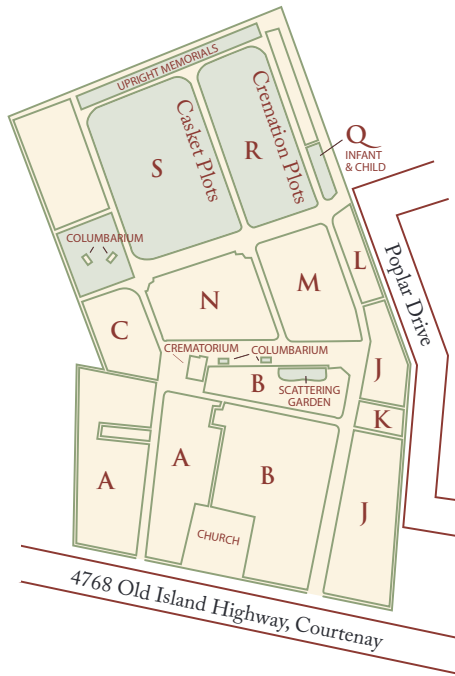 UPRIGHT MEMORIALS
Casket Plots
Cremation Plots
S
R
Q
INFANT
& CHILD
COLUMBARIUM
L
Poplar Drive
M
N
C
CREMATORIUM
COLUMBARIUM
J
B
SCATTERING
GARDEN
K
A
A
B
J
CHURCH
4768 Old Island Highway, Courtenay